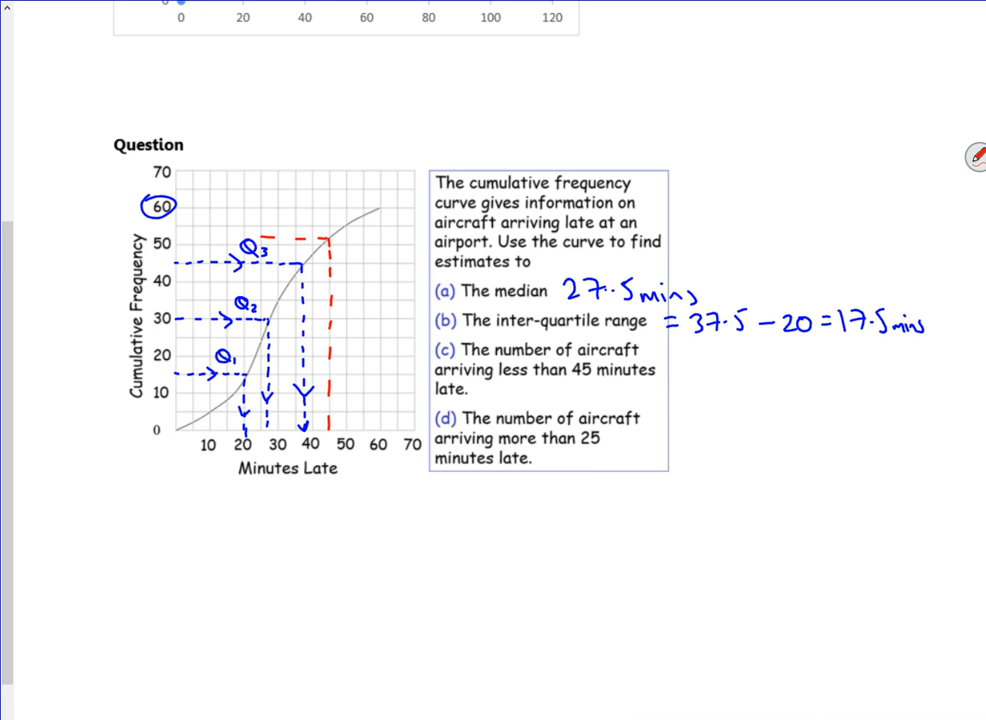 0
0 20 40 60 80 100 120
Question
70
60
50
40
30
20
10
0
10 20 30 40 50 60 70
Cumulative Frequency
Minutes Late
Q3
Q2
Q1
The cumulative frequency
curve gives information on
aircraft arriving late at an
airport. Use the curve to find
estimates to
(a) The median 27.5 mins
(b) The inter-quartile range = 37.5 - 20 = 17.5 mins
(c) The number of aircraft
arriving less than 45 minutes
late.
(d) The number of aircraft
arriving more than 25
minutes late.